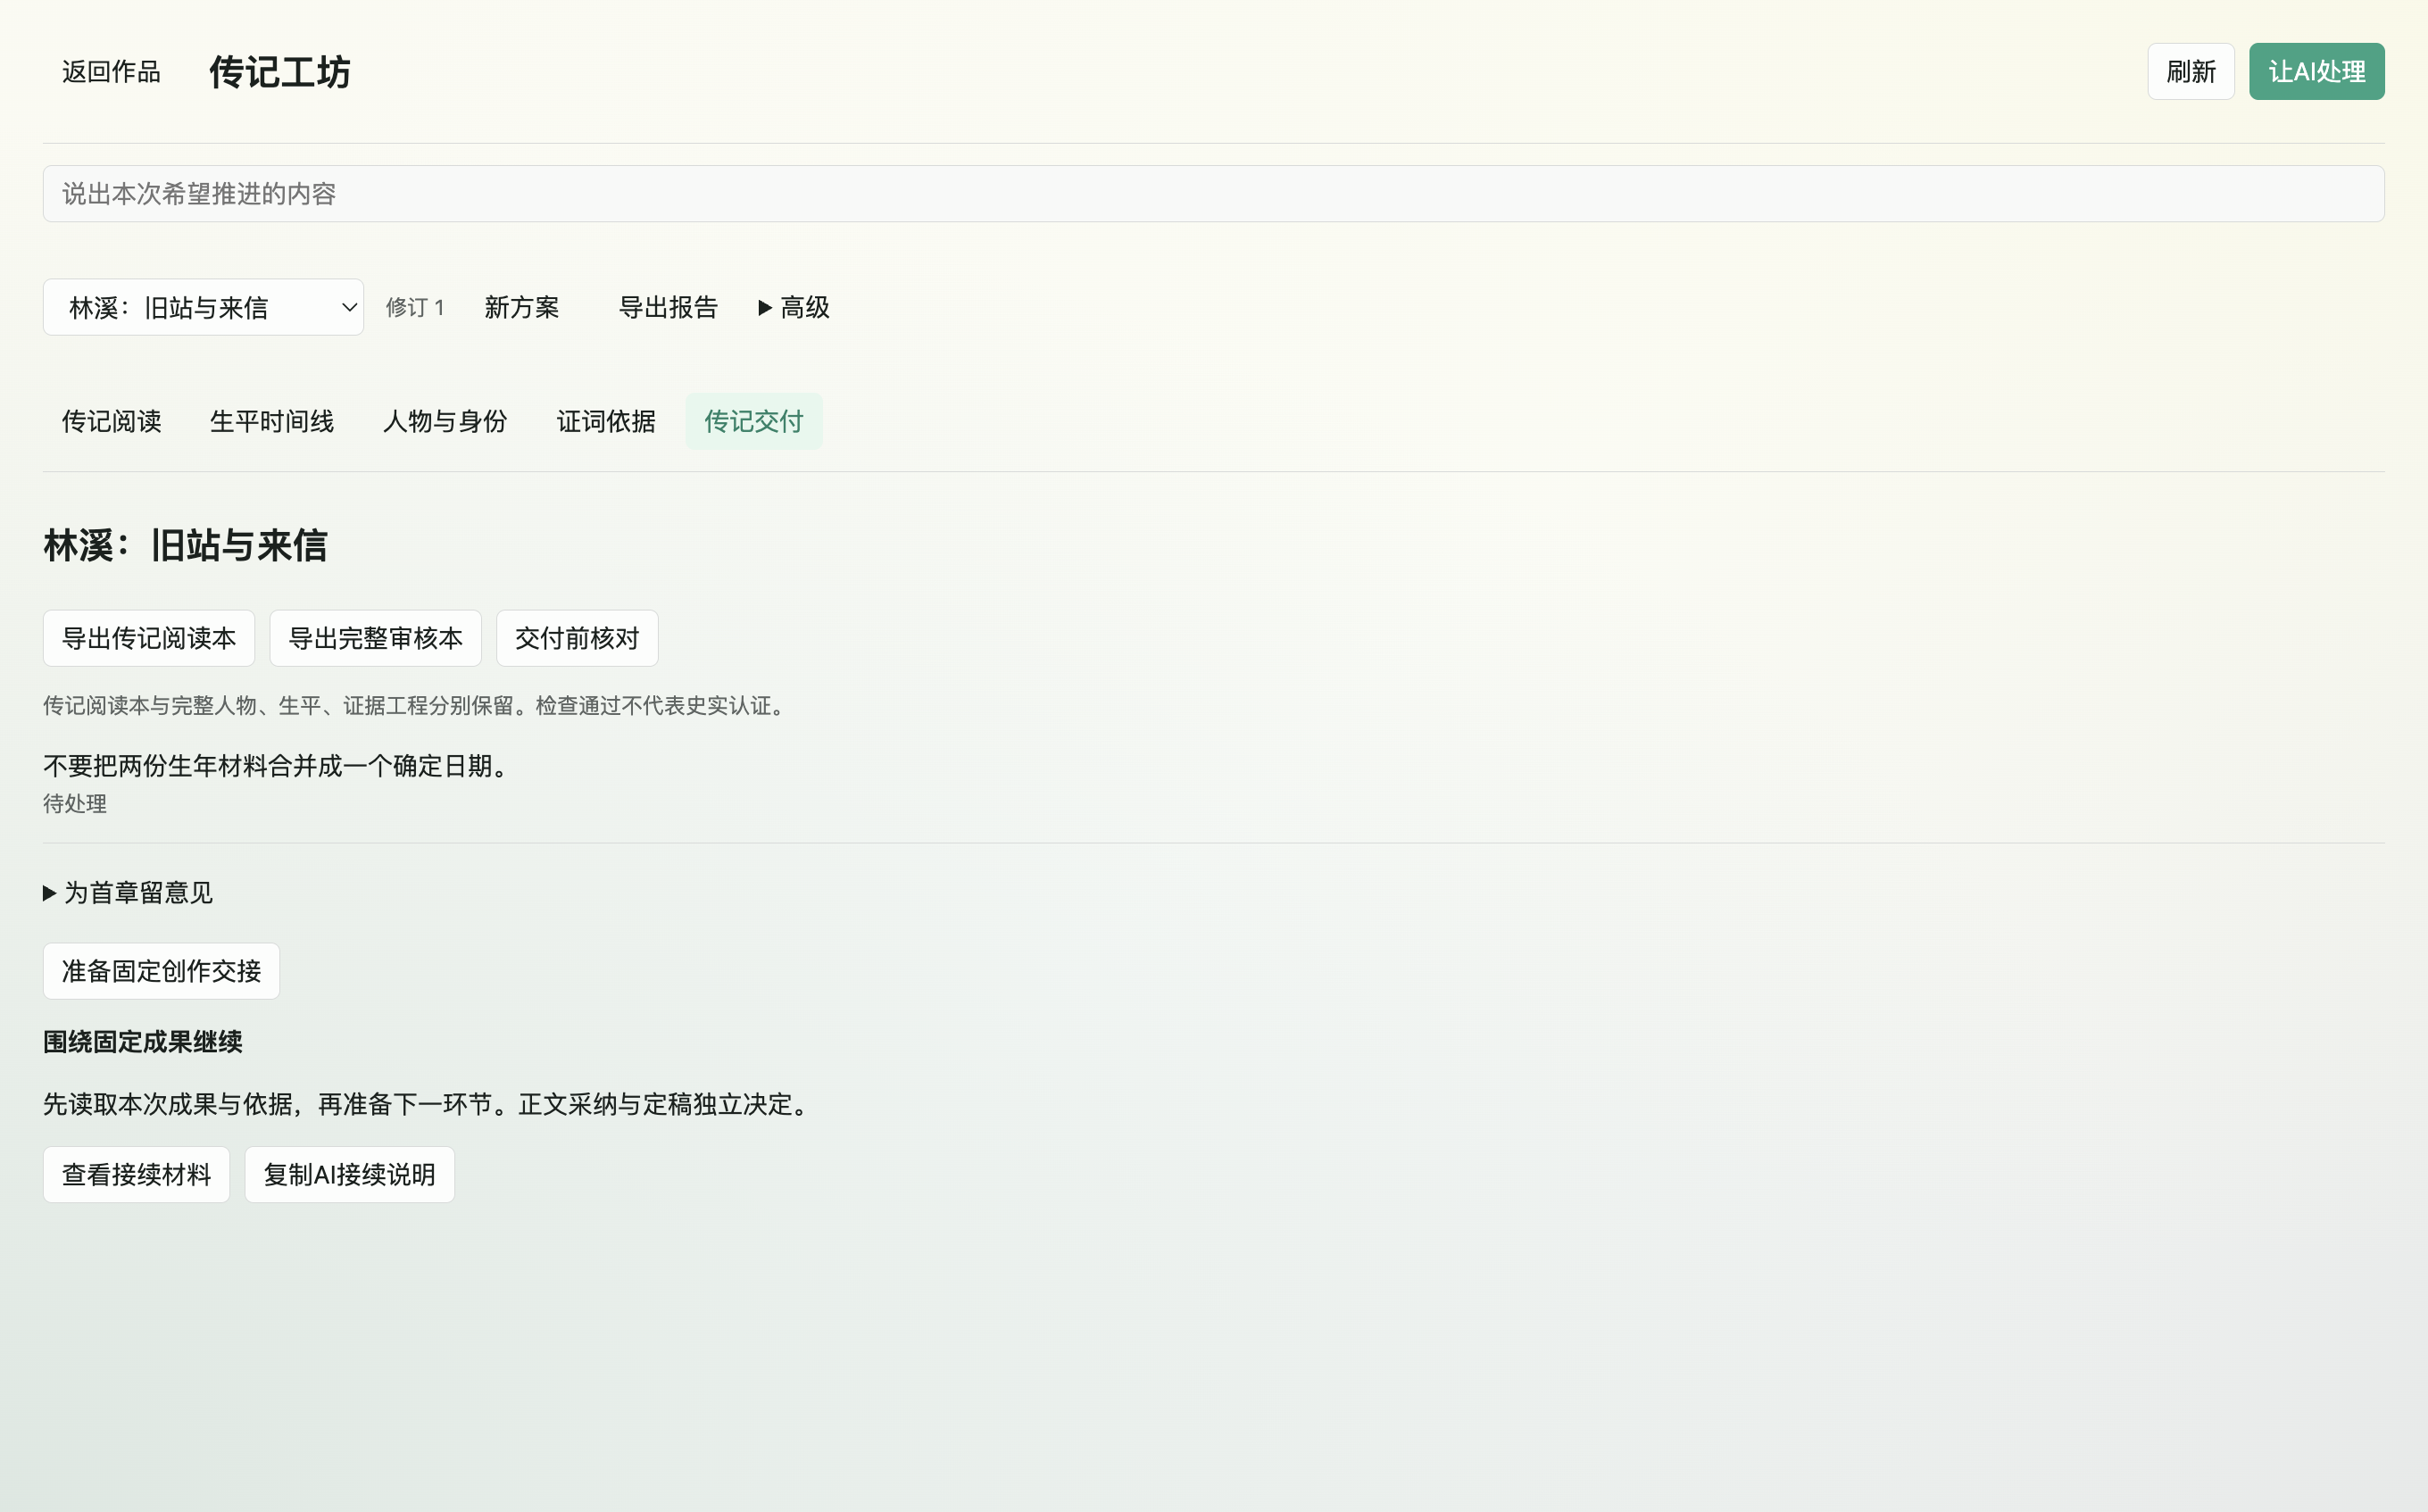 返回作品 传记工坊 刷新 让AI处理
说出本次希望推进的内容
林溪：旧站与来信 修订 1 新方案 导出报告 ▶ 高级
传记阅读 生平时间线 人物与身份 证词依据 传记交付
林溪：旧站与来信
导出传记阅读本 导出完整审核本 交付前核对
传记阅读本与完整人物、生平、证据工程分别保留。检查通过不代表史实认证。
不要把两份生年材料合并成一个确定日期。
待处理
▶ 为首章留意见
准备固定创作交接
围绕固定成果继续
先读取本次成果与依据，再准备下一环节。正文采纳与定稿独立决定。
查看接续材料 复制AI接续说明